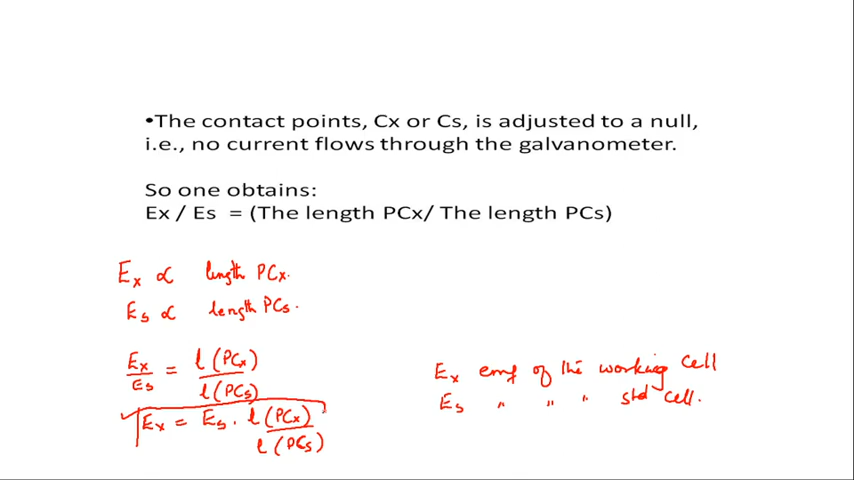 •The contact points, Cx or Cs, is adjusted to a null,
i.e., no current flows through the galvanometer.
So one obtains:
Ex / Es = (The length PCx/ The length PCs)
Ex ∝ length PCx.
Es ∝ length PCs.
Ex/Es = l(PCx)/l(PCs)
Ex = Es . l(PCx)/l(PCs)
Ex emf of the working cell
Es " " " std cell.